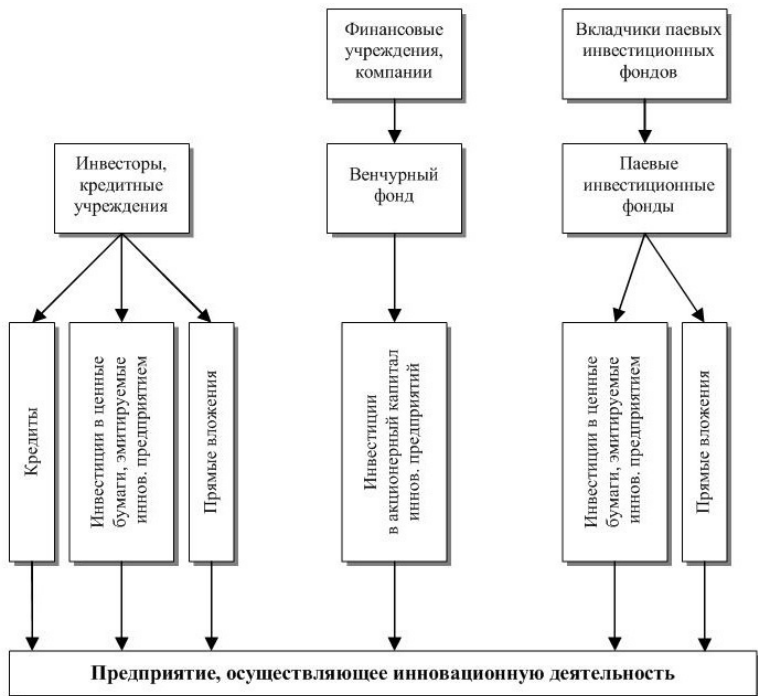 Финансовые
учреждения,
компании
Вкладчики паевых
инвестиционных
фондов
Инвесторы,
кредитные
учреждения
Венчурный
фонд
Паевые
инвестиционные
фонды
Кредиты
Инвестиции в ценные
бумаги, эмитируемые
иннов. предприятием
Прямые вложения
Инвестиции
в акционерный капитал
иннов. предприятий
Инвестиции в ценные
бумаги, эмитируемые
иннов. предприятием
Прямые вложения
Предприятие, осуществляющее инновационную деятельность